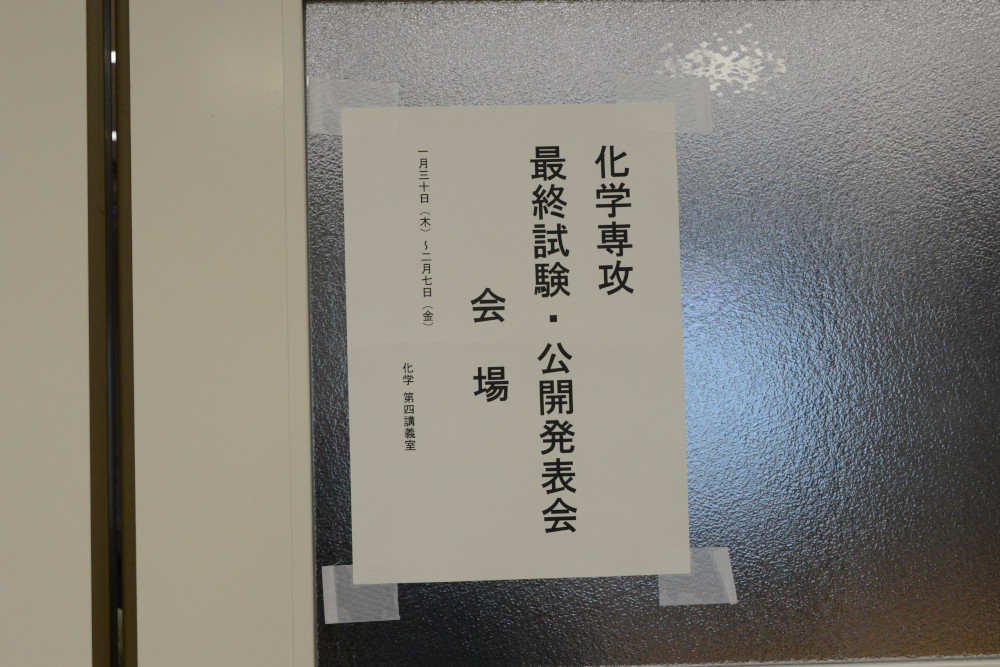 化学専攻
最終試験・公開発表会
会場
一月三十日(木)~二月七日(金)
化学 第四講義室